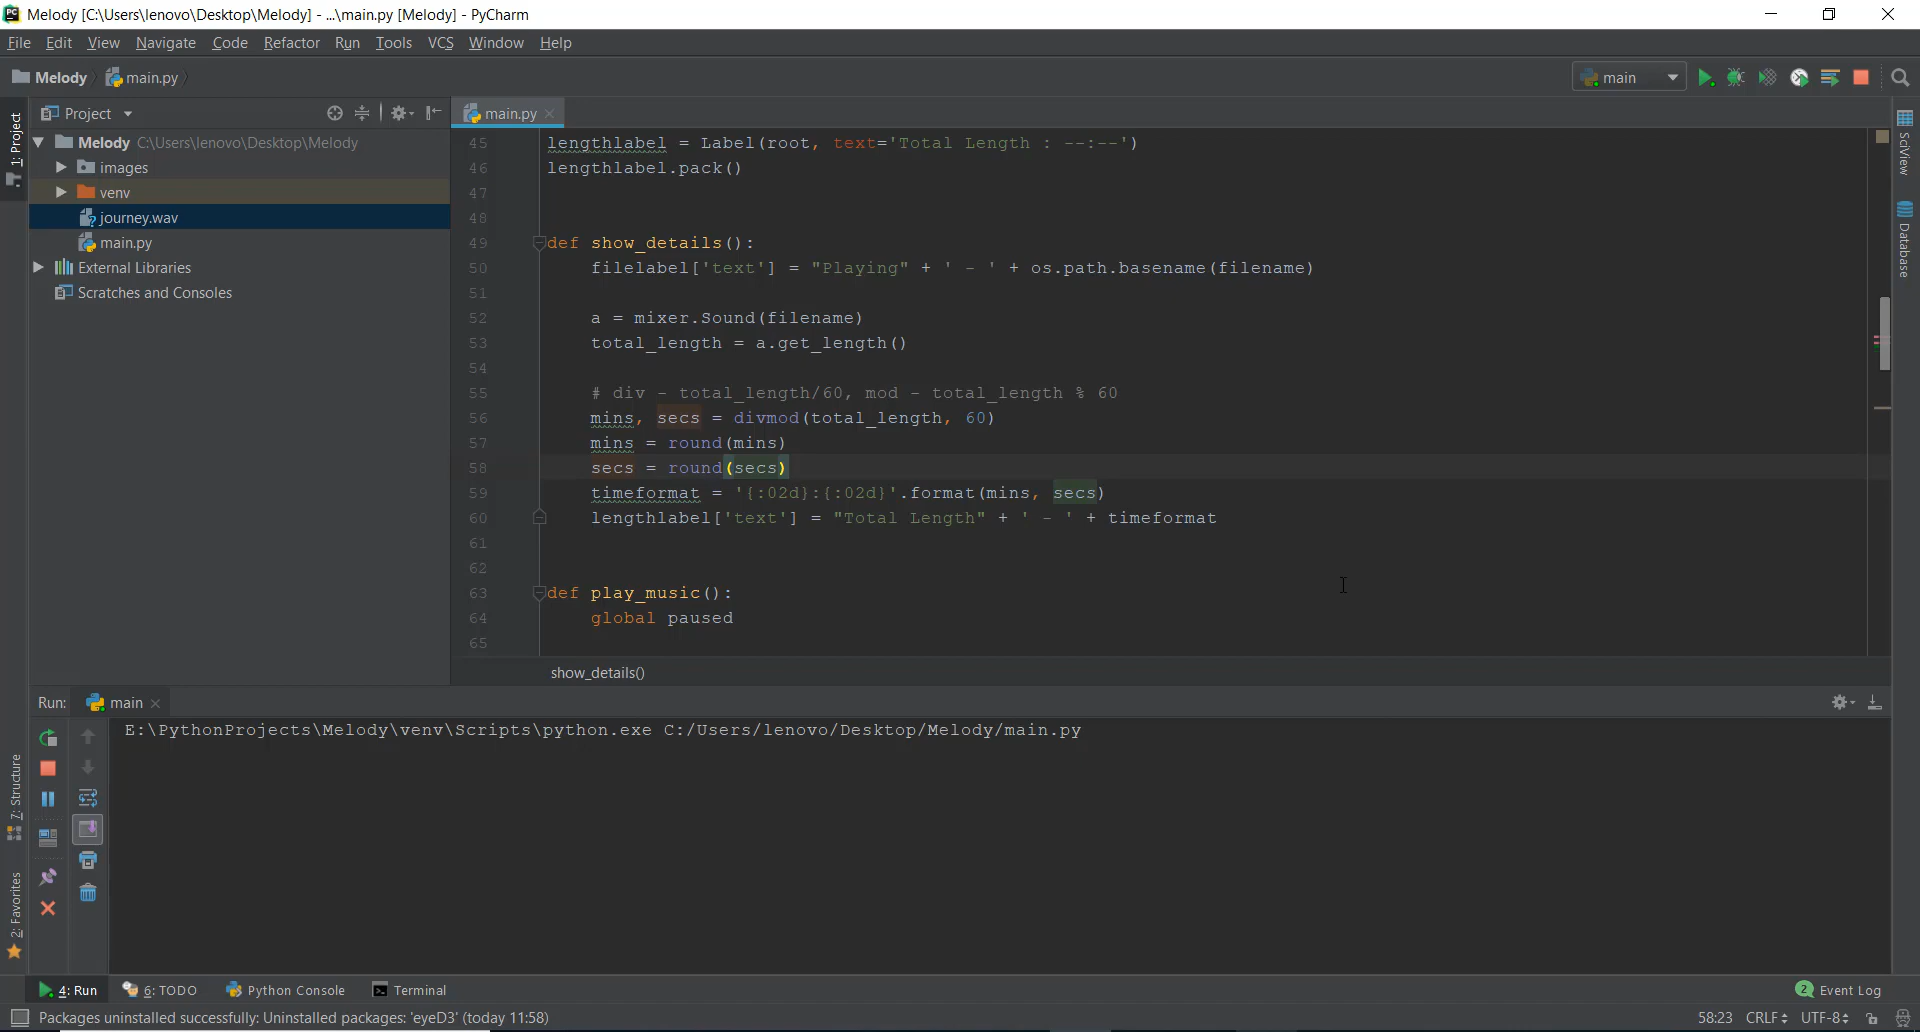 Melody [C:\Users\lenovo\Desktop\Melody] - ...\main.py [Melody] - PyCharm
File Edit View Navigate Code Refactor Run Tools VCS Window Help
Melody main.py main
1: Project
Project
main.py
Melody C:\Users\lenovo\Desktop\Melody
images
venv
journey.wav
main.py
External Libraries
Scratches and Consoles
45 lengthlabel = Label(root, text='Total Length : --:--')
46 lengthlabel.pack()
47
48
49 def show_details():
50 filelabel['text'] = "Playing" + ' - ' + os.path.basename(filename)
51
52 a = mixer.Sound(filename)
53 total_length = a.get_length()
54
55 # div - total_length/60, mod - total_length % 60
56 mins, secs = divmod(total_length, 60)
57 mins = round(mins)
58 secs = round(secs)
59 timeformat = '{:02d}:{:02d}'.format(mins, secs)
60 lengthlabel['text'] = "Total Length" + ' - ' + timeformat
61
62
63 def play_music():
64 global paused
65
show_details()
SciView
Database
Run: main
E:\PythonProjects\Melody\venv\Scripts\python.exe C:/Users/lenovo/Desktop/Melody/main.py
7: Structure
2: Favorites
4: Run 6: TODO Python Console Terminal 2 Event Log
Packages uninstalled successfully: Uninstalled packages: 'eyeD3' (today 11:58) 58:23 CRLF UTF-8